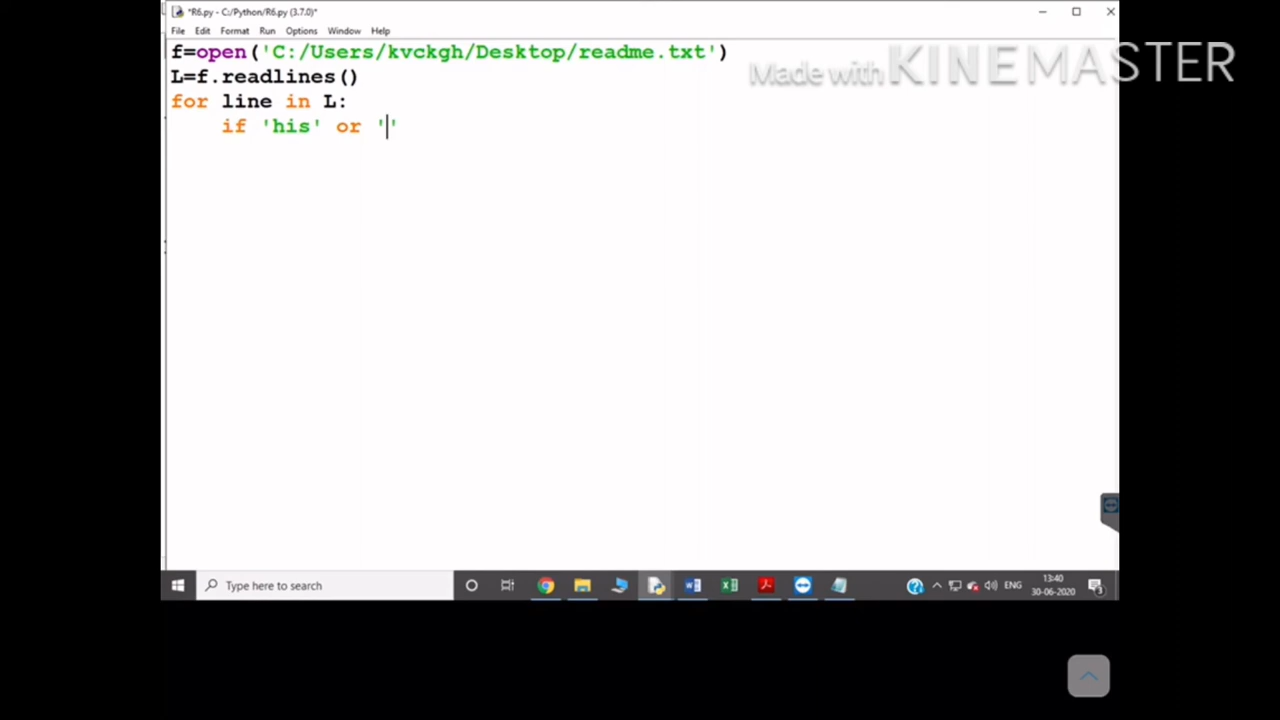 *R6.py - C:/Python/R6.py (3.7.0)*
File Edit Format Run Options Window Help
f=open('C:/Users/kvckgh/Desktop/readme.txt')
L=f.readlines()
for line in L:
    if 'his' or ''
Made with KINEMASTER
Type here to search
ENG
13:40
30-06-2020
3